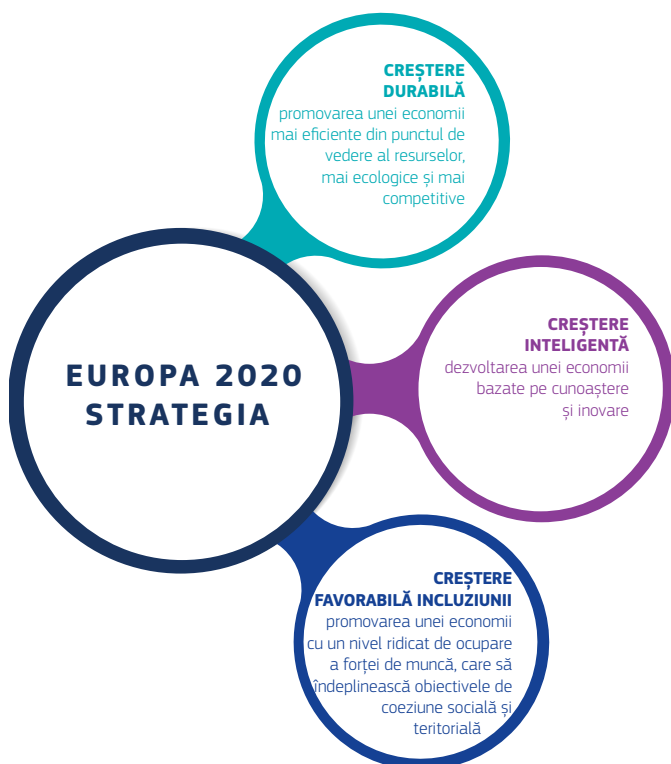 CREȘTERE
DURABILĂ
promovarea unei economii
mai eficiente din punctul de
vedere al resurselor,
mai ecologice și mai
competitive
EUROPA 2020
STRATEGIA
CREȘTERE
INTELIGENTĂ
dezvoltarea unei economii
bazate pe cunoaștere
și inovare
CREȘTERE
FAVORABILĂ INCLUZIUNII
promovarea unei economii
cu un nivel ridicat de ocupare
a forței de muncă, care să
îndeplinească obiectivele de
coeziune socială și
teritorială